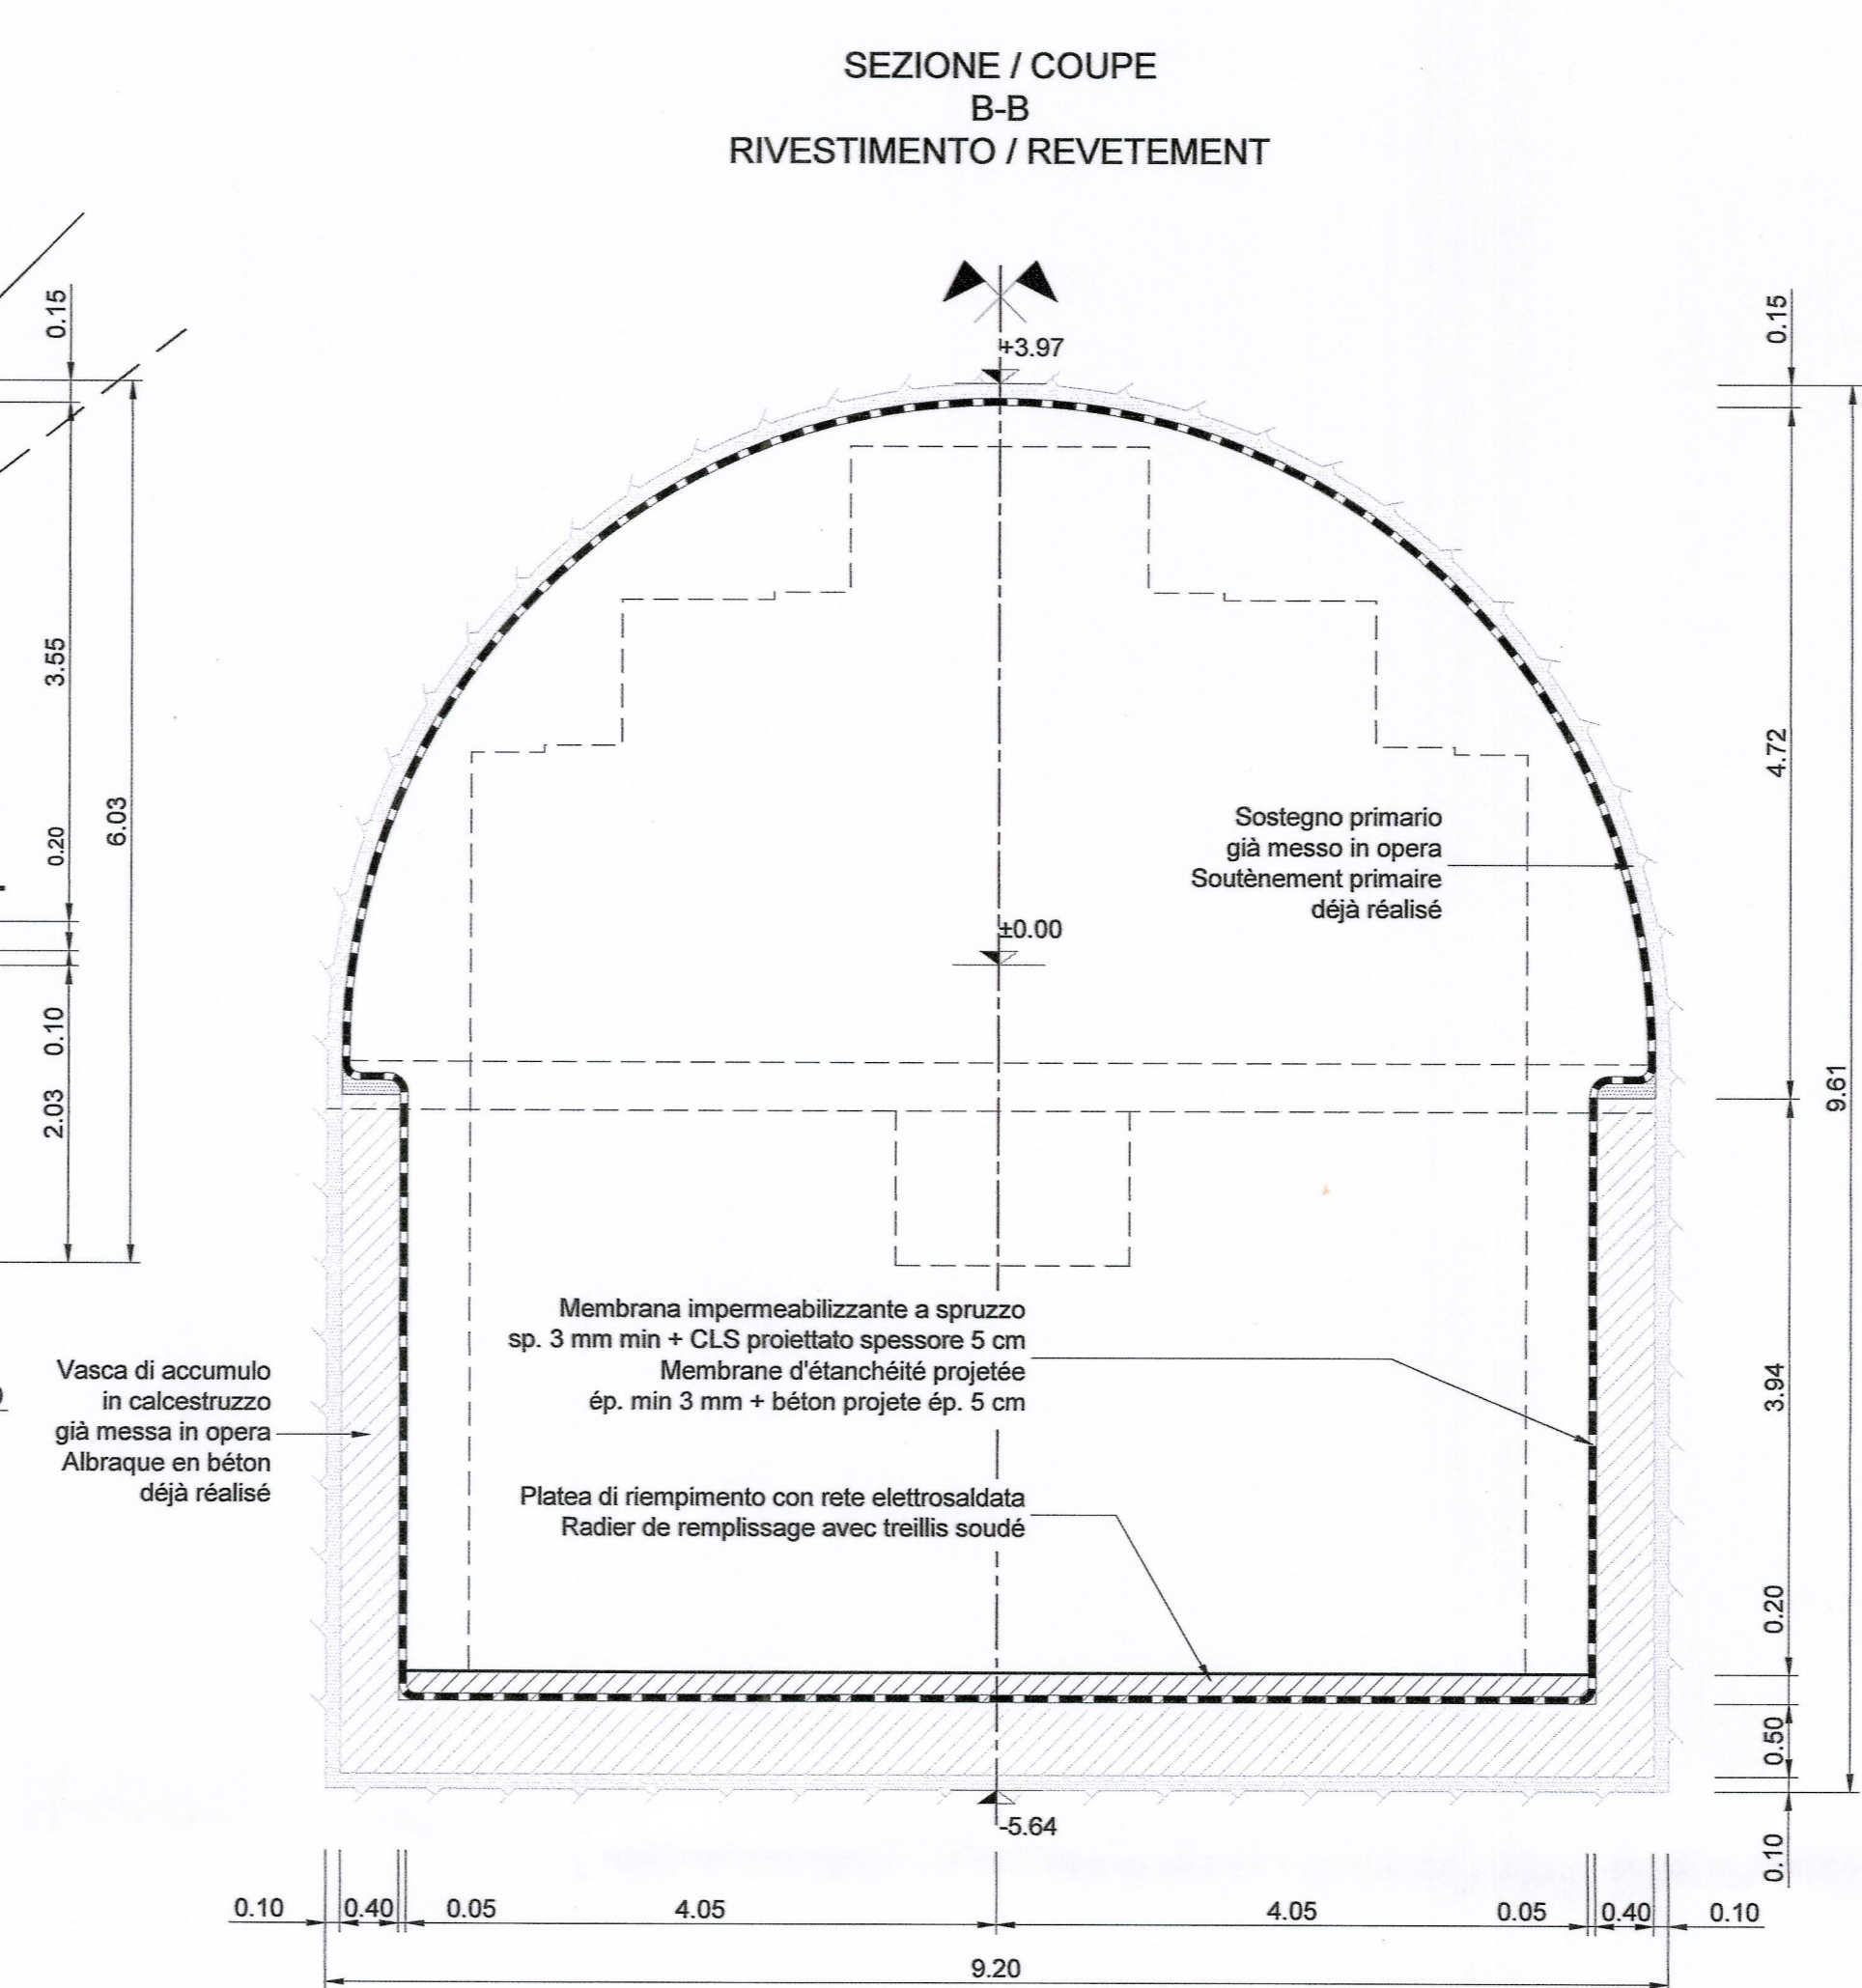 SEZIONE / COUPE
B-B
RIVESTIMENTO / REVETEMENT
0.15
3.55
0.20
6.03
0.10
2.03
+3.97
±0.00
0.15
4.72
9.61
3.94
0.20
0.50
0.10
Sostegno primario
già messo in opera
Soutènement primaire
déjà réalisé
Membrana impermeabilizzante a spruzzo
sp. 3 mm min + CLS proiettato spessore 5 cm
Membrane d'étanchéité projetée
ép. min 3 mm + béton projete ép. 5 cm
Vasca di accumulo
in calcestruzzo
già messa in opera
Albraque en béton
déjà réalisé
Platea di riempimento con rete elettrosaldata
Radier de remplissage avec treillis soudé
-5.64
0.10 0.40 0.05 4.05 4.05 0.05 0.40 0.10
9.20